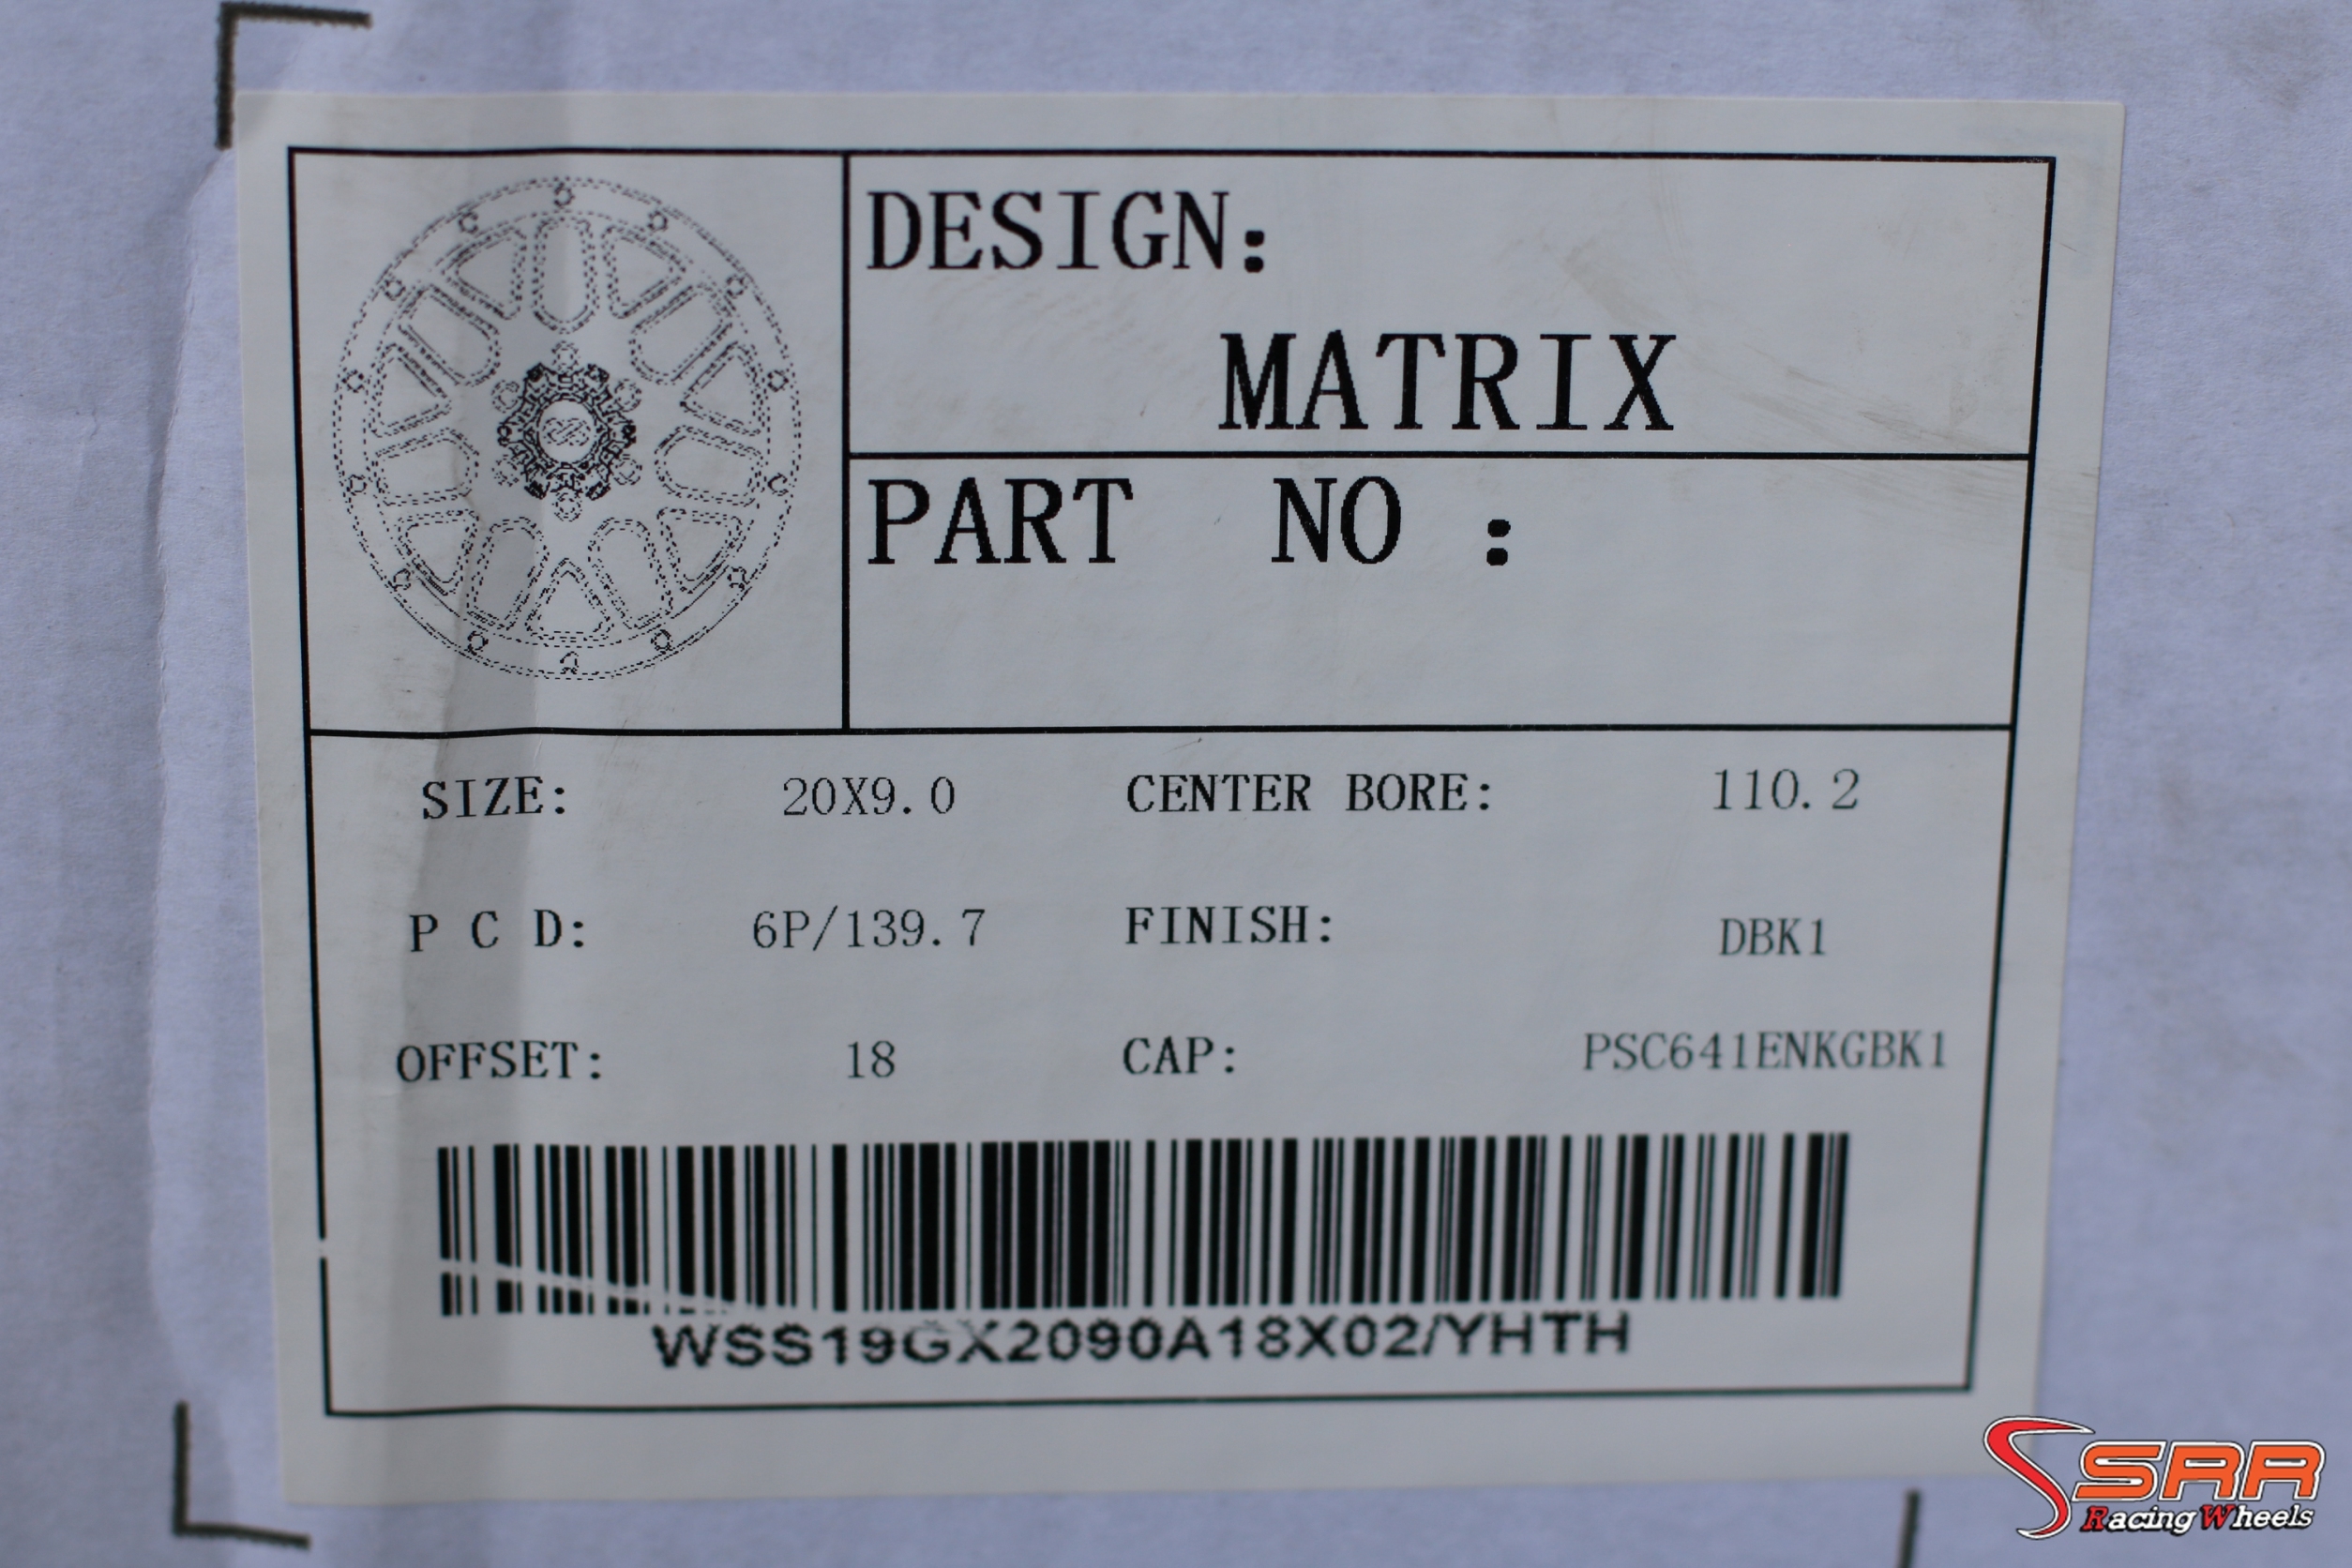 DESIGN:
MATRIX
PART NO :
SIZE: 20X9.0 CENTER BORE: 110.2
P C D: 6P/139.7 FINISH: DBK1
OFFSET: 18 CAP: PSC641ENKGBK1
WSS19GX2090A18X02/YHTH
SRR
Racing Wheels